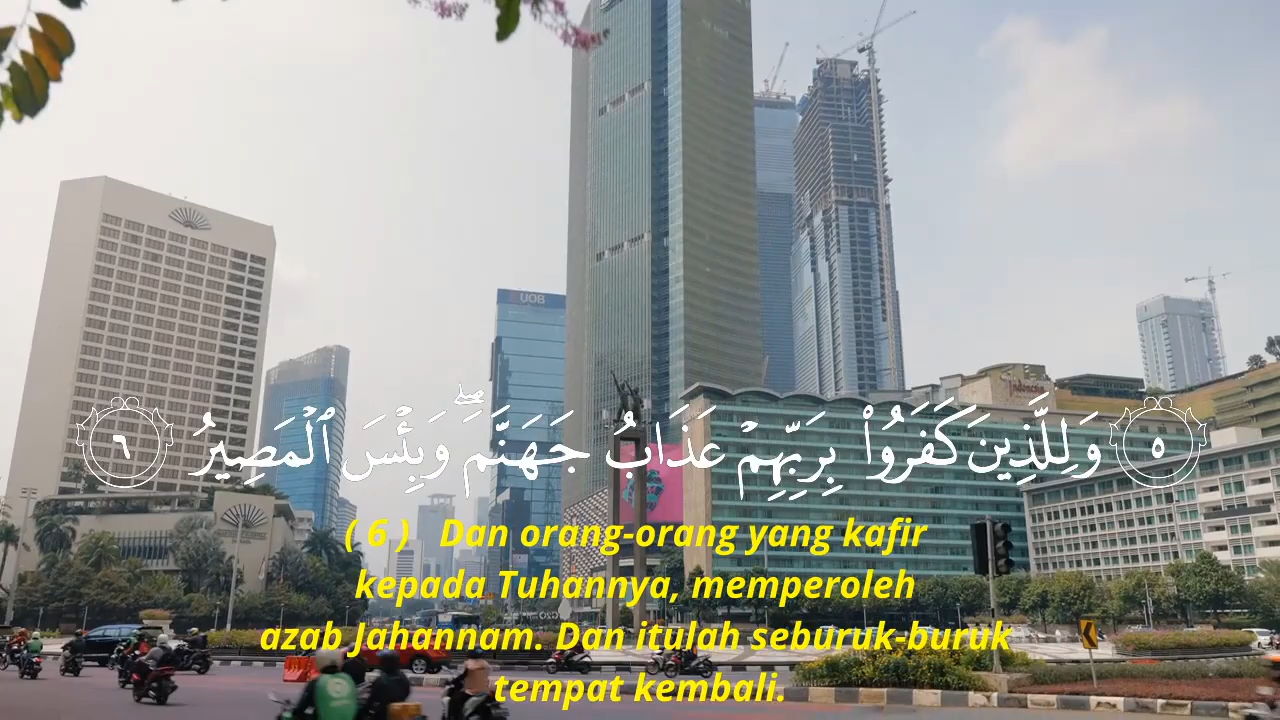 UOB
Indonesia
٥ وَلِلَّذِينَ كَفَرُوا۟ بِرَبِّهِمْ عَذَابُ جَهَنَّمَ ۖ وَبِئْسَ ٱلْمَصِيرُ ٦
( 6 ) Dan orang-orang yang kafir
kepada Tuhannya, memperoleh
azab Jahannam. Dan itulah seburuk-buruk
tempat kembali.